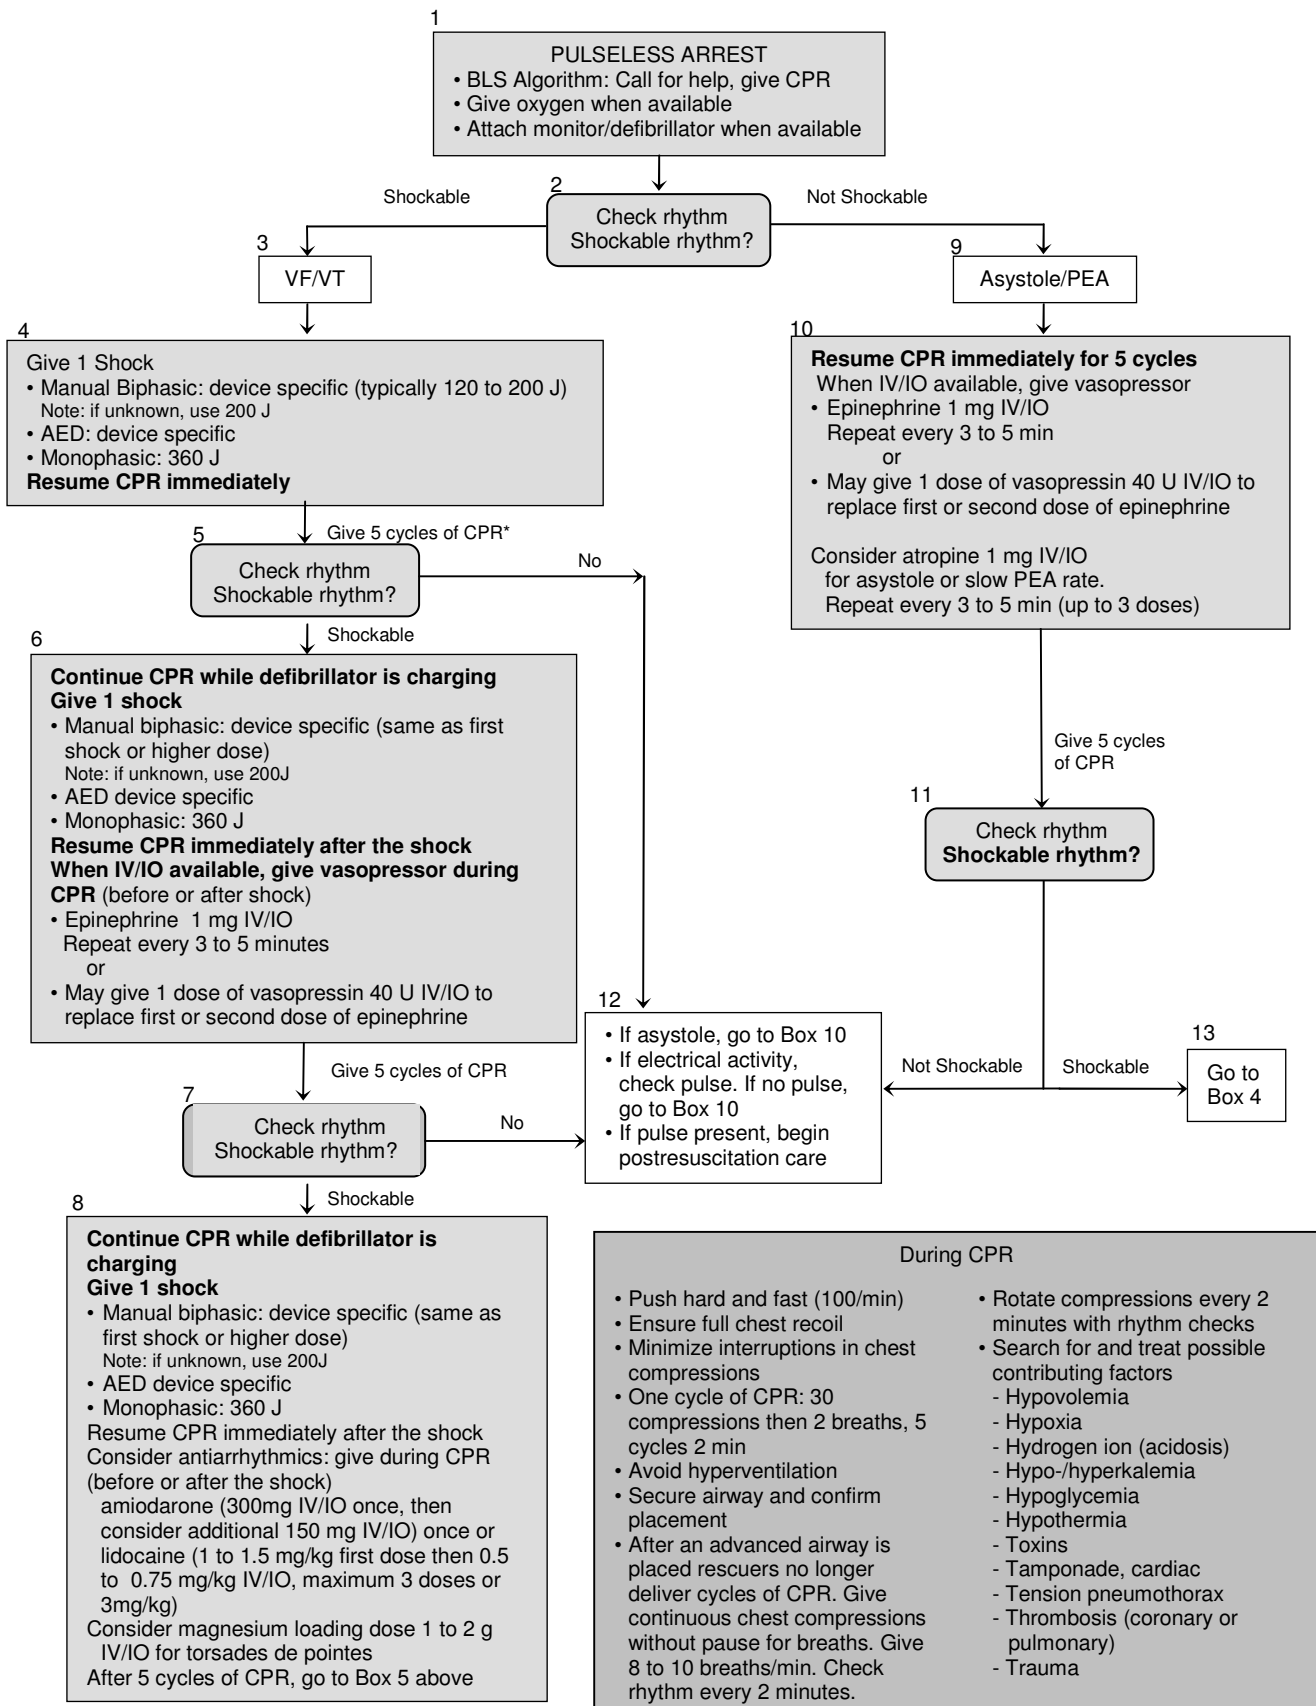 1
PULSELESS ARREST
• BLS Algorithm: Call for help, give CPR
• Give oxygen when available
• Attach monitor/defibrillator when available
2
Shockable
Not Shockable
Check rhythm
Shockable rhythm?
3
VF/VT
9
Asystole/PEA
4
Give 1 Shock
• Manual Biphasic: device specific (typically 120 to 200 J)
Note: if unknown, use 200 J
• AED: device specific
• Monophasic: 360 J
Resume CPR immediately
10
Resume CPR immediately for 5 cycles
When IV/IO available, give vasopressor
• Epinephrine 1 mg IV/IO
Repeat every 3 to 5 min
or
• May give 1 dose of vasopressin 40 U IV/IO to
replace first or second dose of epinephrine
Consider atropine 1 mg IV/IO
for asystole or slow PEA rate.
Repeat every 3 to 5 min (up to 3 doses)
5
Give 5 cycles of CPR*
Check rhythm
Shockable rhythm?
No
Shockable
6
Continue CPR while defibrillator is charging
Give 1 shock
• Manual biphasic: device specific (same as first
shock or higher dose)
Note: if unknown, use 200J
• AED device specific
• Monophasic: 360 J
Resume CPR immediately after the shock
When IV/IO available, give vasopressor during
CPR (before or after shock)
• Epinephrine 1 mg IV/IO
Repeat every 3 to 5 minutes
or
• May give 1 dose of vasopressin 40 U IV/IO to
replace first or second dose of epinephrine
Give 5 cycles
of CPR
11
Check rhythm
Shockable rhythm?
12
• If asystole, go to Box 10
• If electrical activity,
check pulse. If no pulse,
go to Box 10
• If pulse present, begin
postresuscitation care
Not Shockable
Shockable
13
Go to
Box 4
Give 5 cycles of CPR
7
Check rhythm
Shockable rhythm?
No
Shockable
8
Continue CPR while defibrillator is
charging
Give 1 shock
• Manual biphasic: device specific (same as
first shock or higher dose)
Note: if unknown, use 200J
• AED device specific
• Monophasic: 360 J
Resume CPR immediately after the shock
Consider antiarrhythmics: give during CPR
(before or after the shock)
amiodarone (300mg IV/IO once, then
consider additional 150 mg IV/IO) once or
lidocaine (1 to 1.5 mg/kg first dose then 0.5
to 0.75 mg/kg IV/IO, maximum 3 doses or
3mg/kg)
Consider magnesium loading dose 1 to 2 g
IV/IO for torsades de pointes
After 5 cycles of CPR, go to Box 5 above
During CPR
• Push hard and fast (100/min)
• Ensure full chest recoil
• Minimize interruptions in chest
compressions
• One cycle of CPR: 30
compressions then 2 breaths, 5
cycles 2 min
• Avoid hyperventilation
• Secure airway and confirm
placement
• After an advanced airway is
placed rescuers no longer
deliver cycles of CPR. Give
continuous chest compressions
without pause for breaths. Give
8 to 10 breaths/min. Check
rhythm every 2 minutes.
• Rotate compressions every 2
minutes with rhythm checks
• Search for and treat possible
contributing factors
- Hypovolemia
- Hypoxia
- Hydrogen ion (acidosis)
- Hypo-/hyperkalemia
- Hypoglycemia
- Hypothermia
- Toxins
- Tamponade, cardiac
- Tension pneumothorax
- Thrombosis (coronary or
pulmonary)
- Trauma